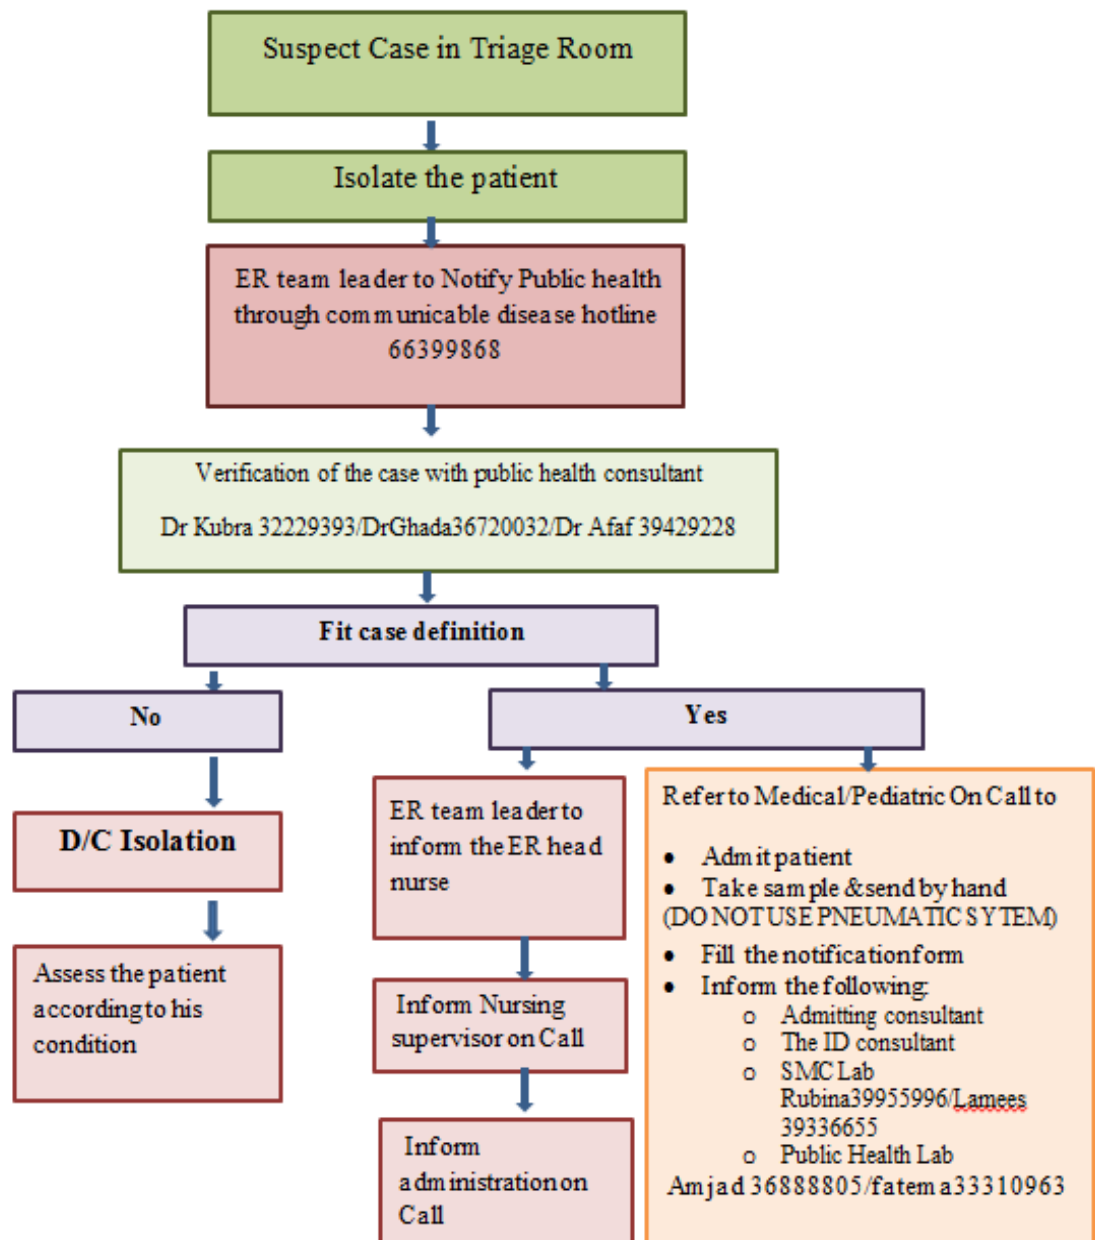 Suspect Case in Triage Room
Isolate the patient
ER team leader to Notify Public health
through communicable disease hotline
66399868
Verification of the case with public health consultant
Dr Kubra 32229393/DrGhada36720032/Dr Afaf 39429228
Fit case definition
No
Yes
D/C Isolation
Assess the patient
according to his
condition
ER team leader to
inform the ER head
nurse
Inform Nursing
supervisor on Call
Inform
administration on
Call
Refer to Medical/Pediatric On Call to
• Admit patient
• Take sample & send by hand
(DO NOT USE PNEUMATIC SYTEM)
• Fill the notification form
• Inform the following:
o Admitting consultant
o The ID consultant
o SMC Lab
Rubina39955996/Lamees
39336655
o Public Health Lab
Amjad 36888805/fatema33310963